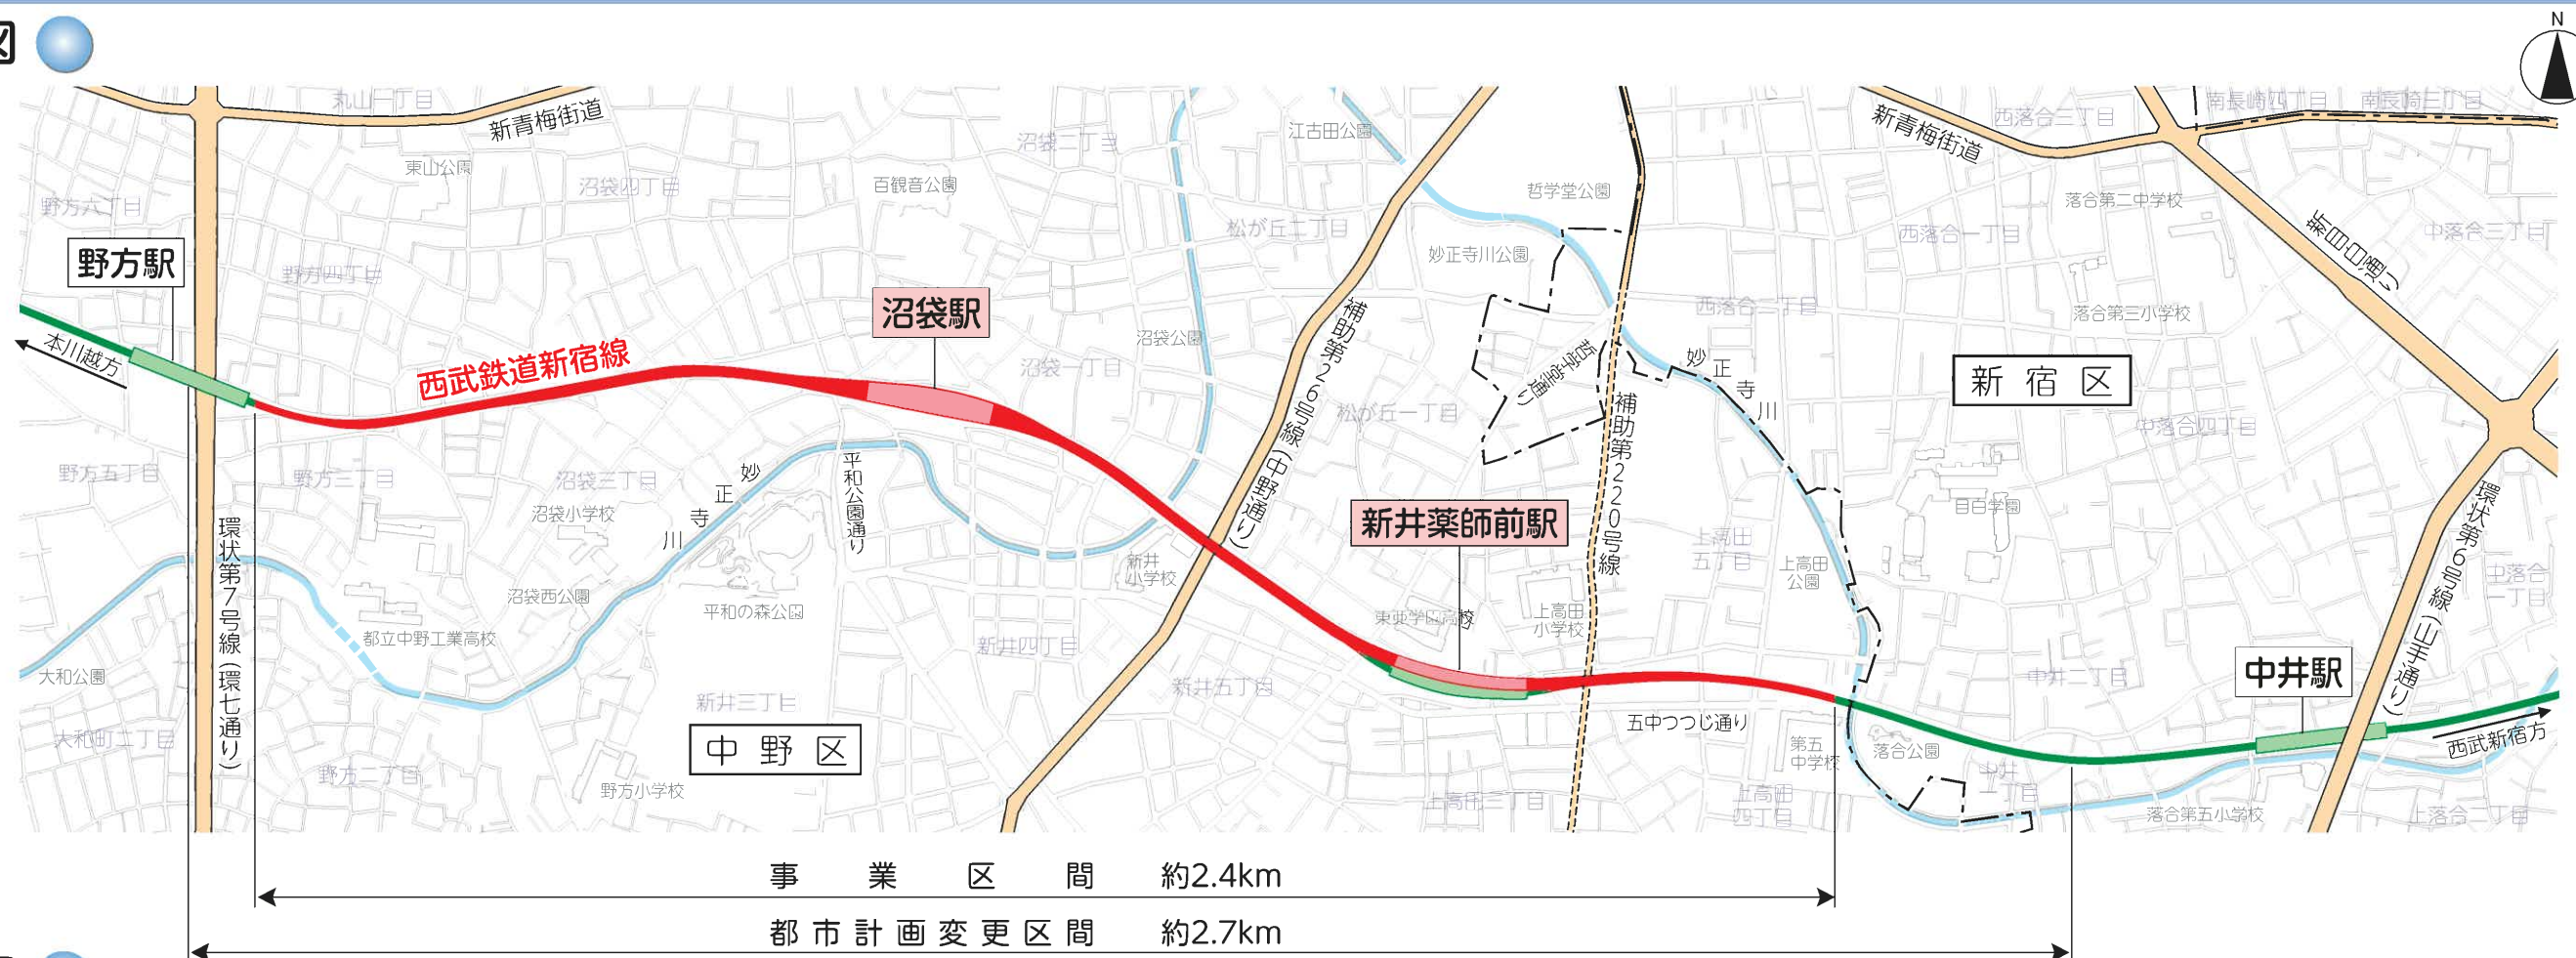 図
N
丸山一丁目
新青梅街道
東山公園
沼袋四丁目
野方六丁目
野方駅
野方四丁目
本川越方
西武鉄道新宿線
百観音公園
沼袋二丁目
江古田公園
沼袋駅
沼袋公園
沼袋一丁目
松が丘二丁目
哲学堂公園
妙正寺川公園
補助第26号線(中野通り)
哲学堂通り
松が丘一丁目
補助第220号線
新青梅街道
西落合三丁目
南長崎四丁目
南長崎三丁目
落合第二中学校
西落合一丁目
新目白通り
中落合三丁目
西落合二丁目
落合第三小学校
妙正寺川
新宿区
中落合四丁目
目白学園
野方五丁目
野方三丁目
沼袋三丁目
沼袋小学校
妙正寺川
平和公園通り
環状第7号線(環七通り)
沼袋西公園
平和の森公園
都立中野工業高校
大和公園
大和町二丁目
野方二丁目
野方小学校
新井三丁目
中野区
新井四丁目
新井
小学校
新井五丁目
新井薬師前駅
東亜学園高校
上高田
小学校
上高田
五丁目
上高田
公園
五中つつじ通り
上高田三丁目
上高田
四丁目
第五
中学校
落合公園
中井
一丁目
中井二丁目
中井駅
環状第6号線(山手通り)
中落合
一丁目
西武新宿方
落合第五小学校
上落合二丁目
事業区間 約2.4km
都市計画変更区間 約2.7km